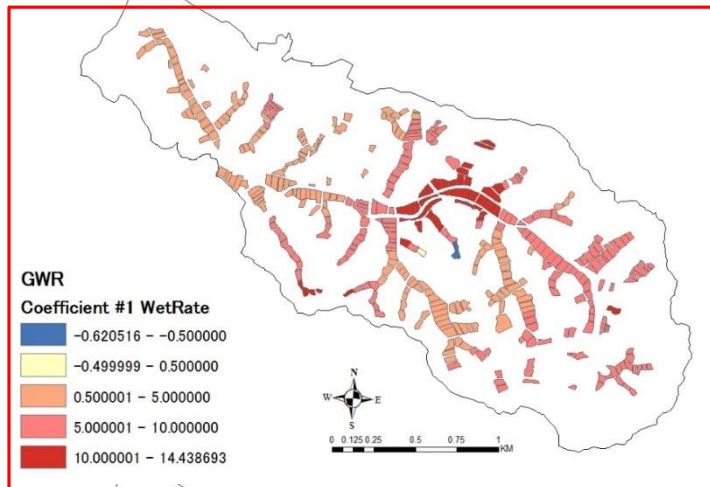 GWR
Coefficient #1 WetRate
-0.620516 - -0.500000
-0.499999 - 0.500000
0.500001 - 5.000000
5.000001 - 10.000000
10.000001 - 14.438693
N
W E
S
0 0.125 0.25 0.5 0.75 1
KM